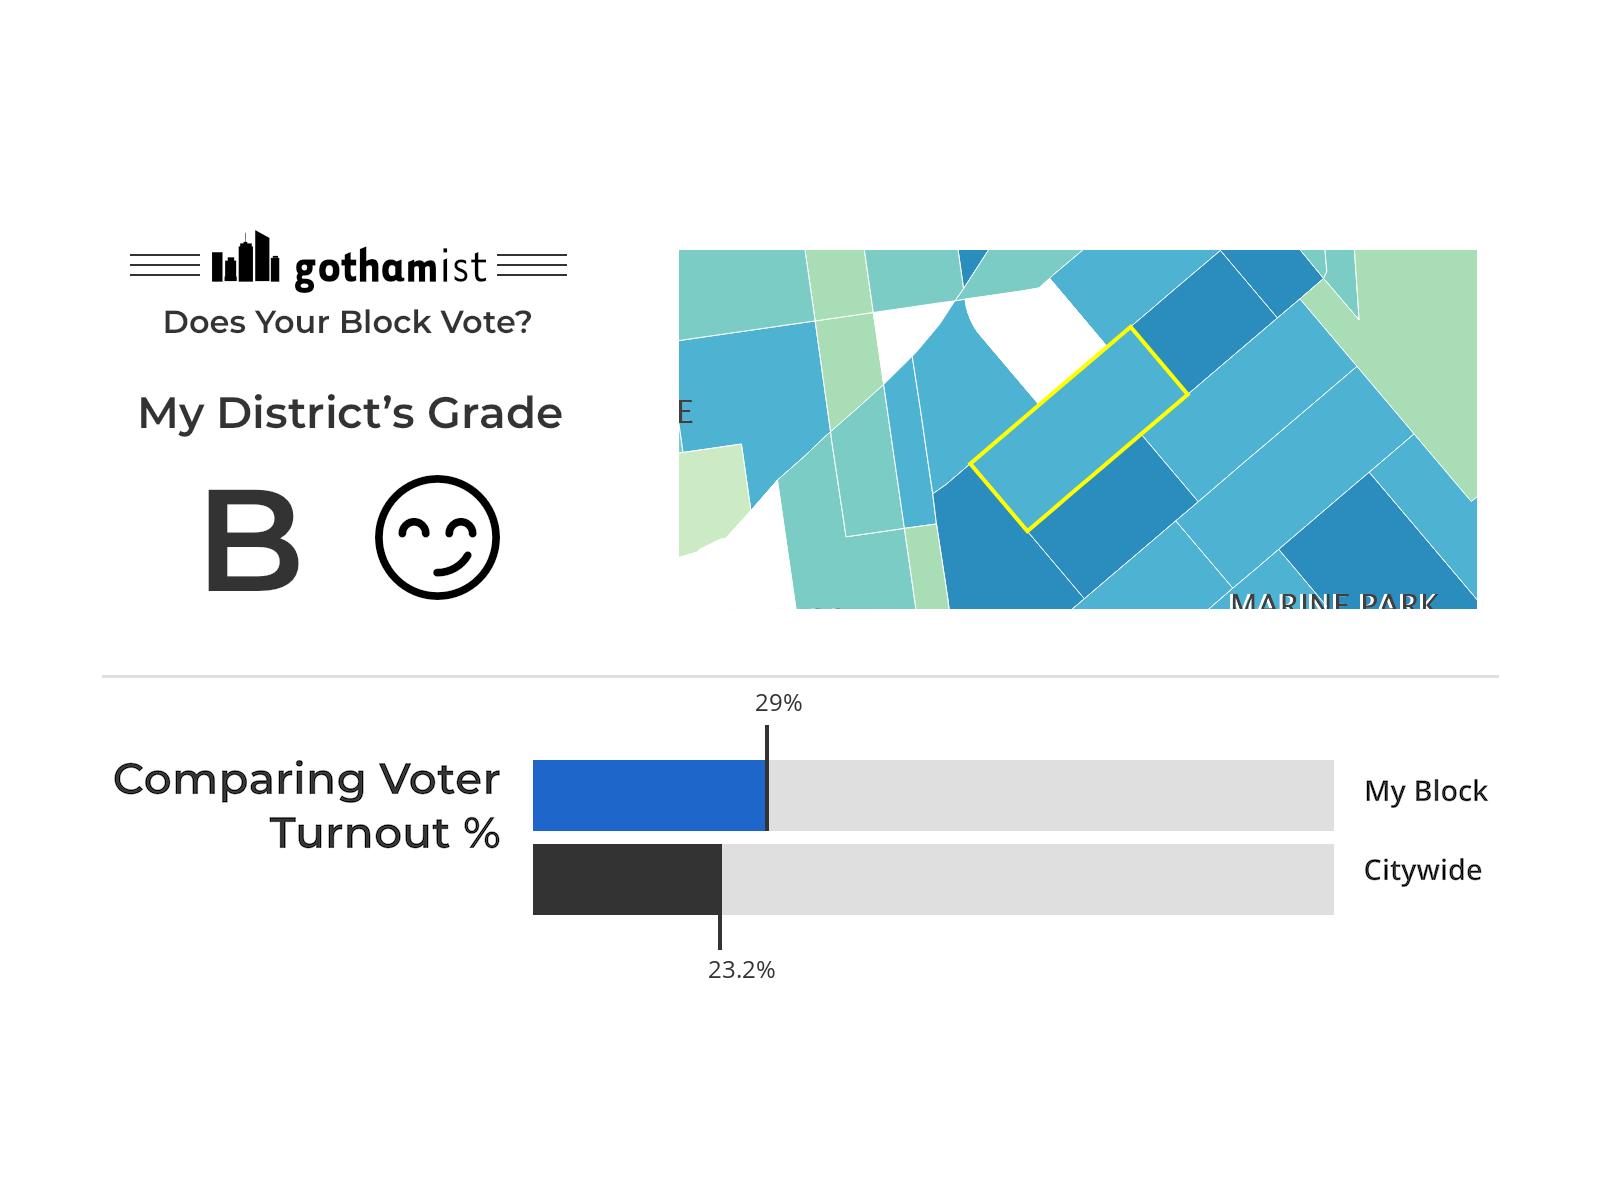 gothamist
Does Your Block Vote?
My District’s Grade
B
E
MARINE PARK
29%
Comparing Voter
Turnout %
My Block
Citywide
23.2%